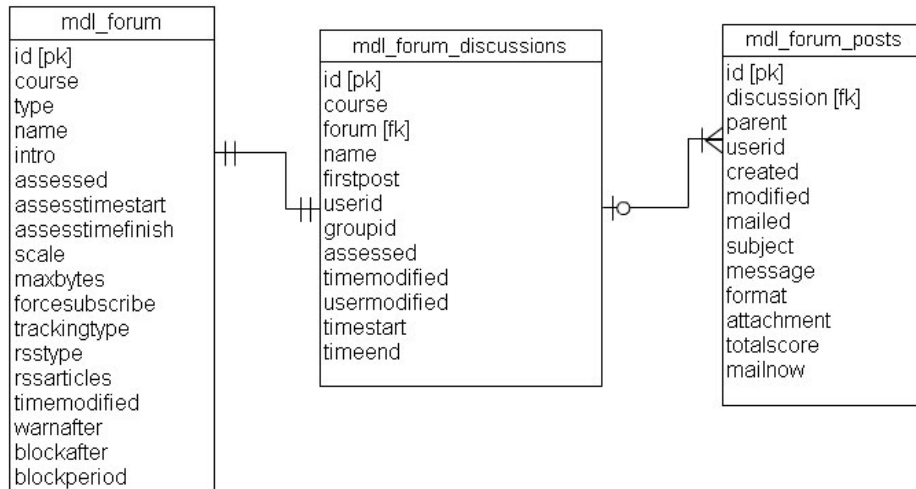 mdl_forum
id [pk]
course
type
name
intro
assessed
assesstimestart
assesstimefinish
scale
maxbytes
forcesubscribe
trackingtype
rsstype
rssarticles
timemodified
warnafter
blockafter
blockperiod
mdl_forum_discussions
id [pk]
course
forum [fk]
name
firstpost
userid
groupid
assessed
timemodified
usermodified
timestart
timeend
mdl_forum_posts
id [pk]
discussion [fk]
parent
userid
created
modified
mailed
subject
message
format
attachment
totalscore
mailnow